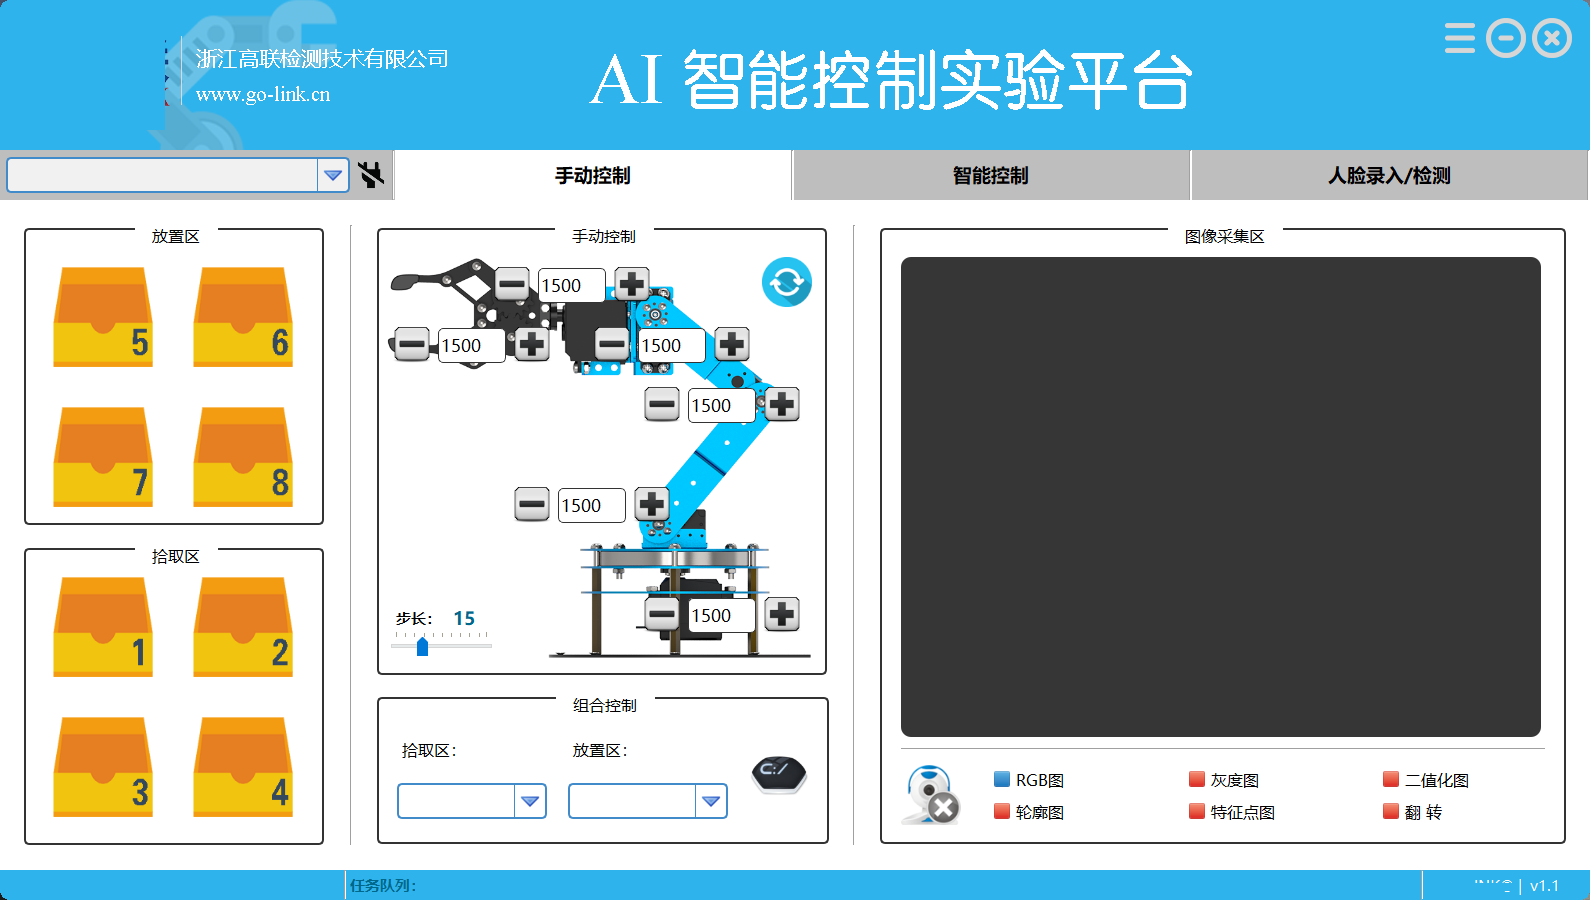 浙江高联检测技术有限公司
www.go-link.cn
AI 智能控制实验平台
手动控制
智能控制
人脸录入/检测
放置区
5
6
7
8
拾取区
1
2
3
4
手动控制
1500
1500
1500
1500
1500
1500
步长： 15
组合控制
拾取区：
放置区：
C:/
图像采集区
RGB图
灰度图
二值化图
轮廓图
特征点图
翻 转
任务队列：
| v1.1